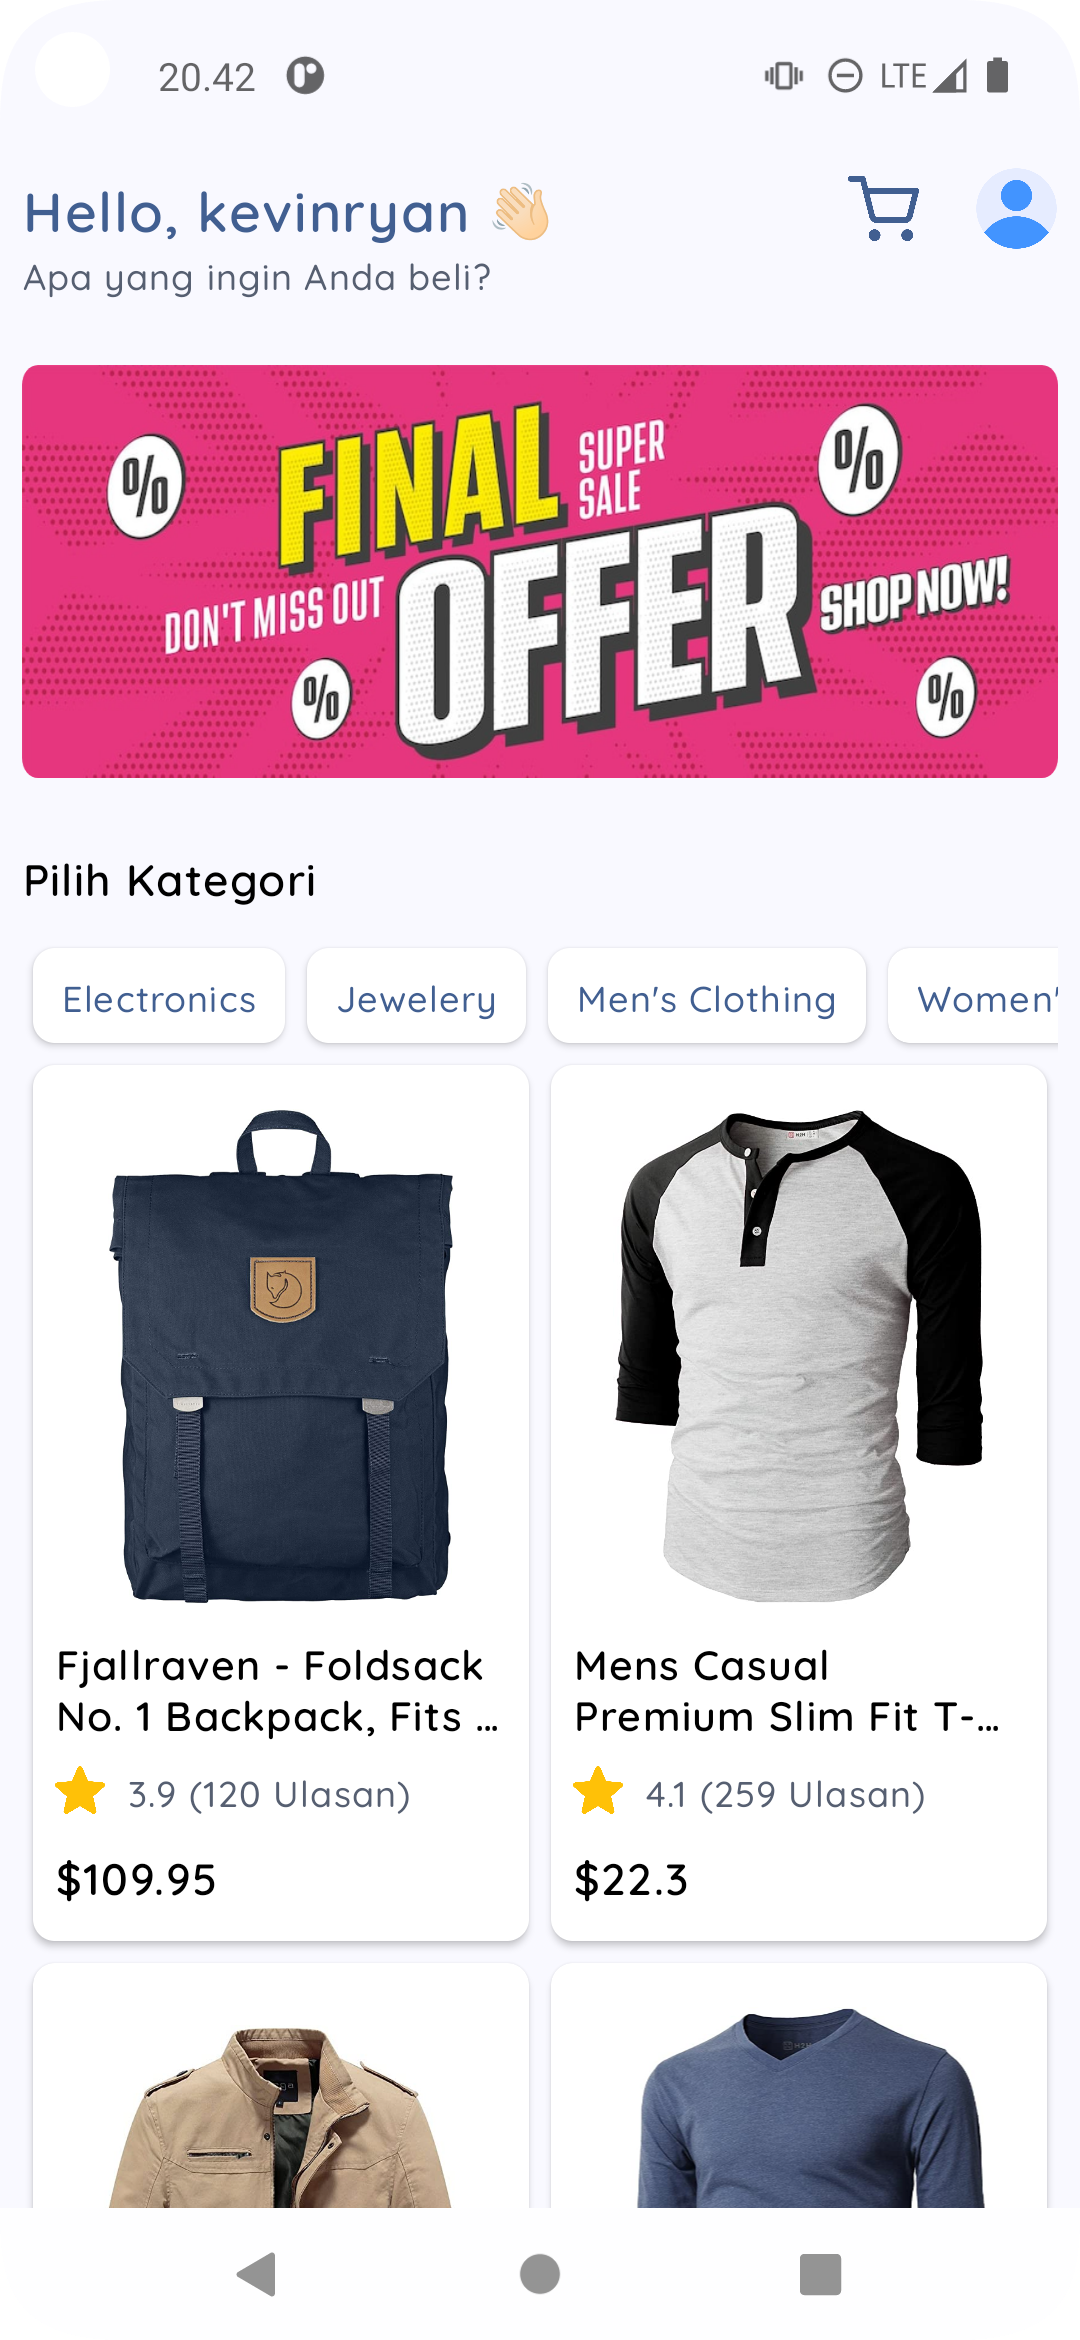 20.42
LTE
Hello, kevinryan 👋🏻
Apa yang ingin Anda beli?
%
FINAL
SUPER
SALE
%
DON'T MISS OUT
OFFER
SHOP NOW!
%
%
Pilih Kategori
Electronics
Jewelery
Men's Clothing
Women'
Fjallraven - Foldsack
No. 1 Backpack, Fits ...
3.9 (120 Ulasan)
$109.95
Mens Casual
Premium Slim Fit T-...
4.1 (259 Ulasan)
$22.3